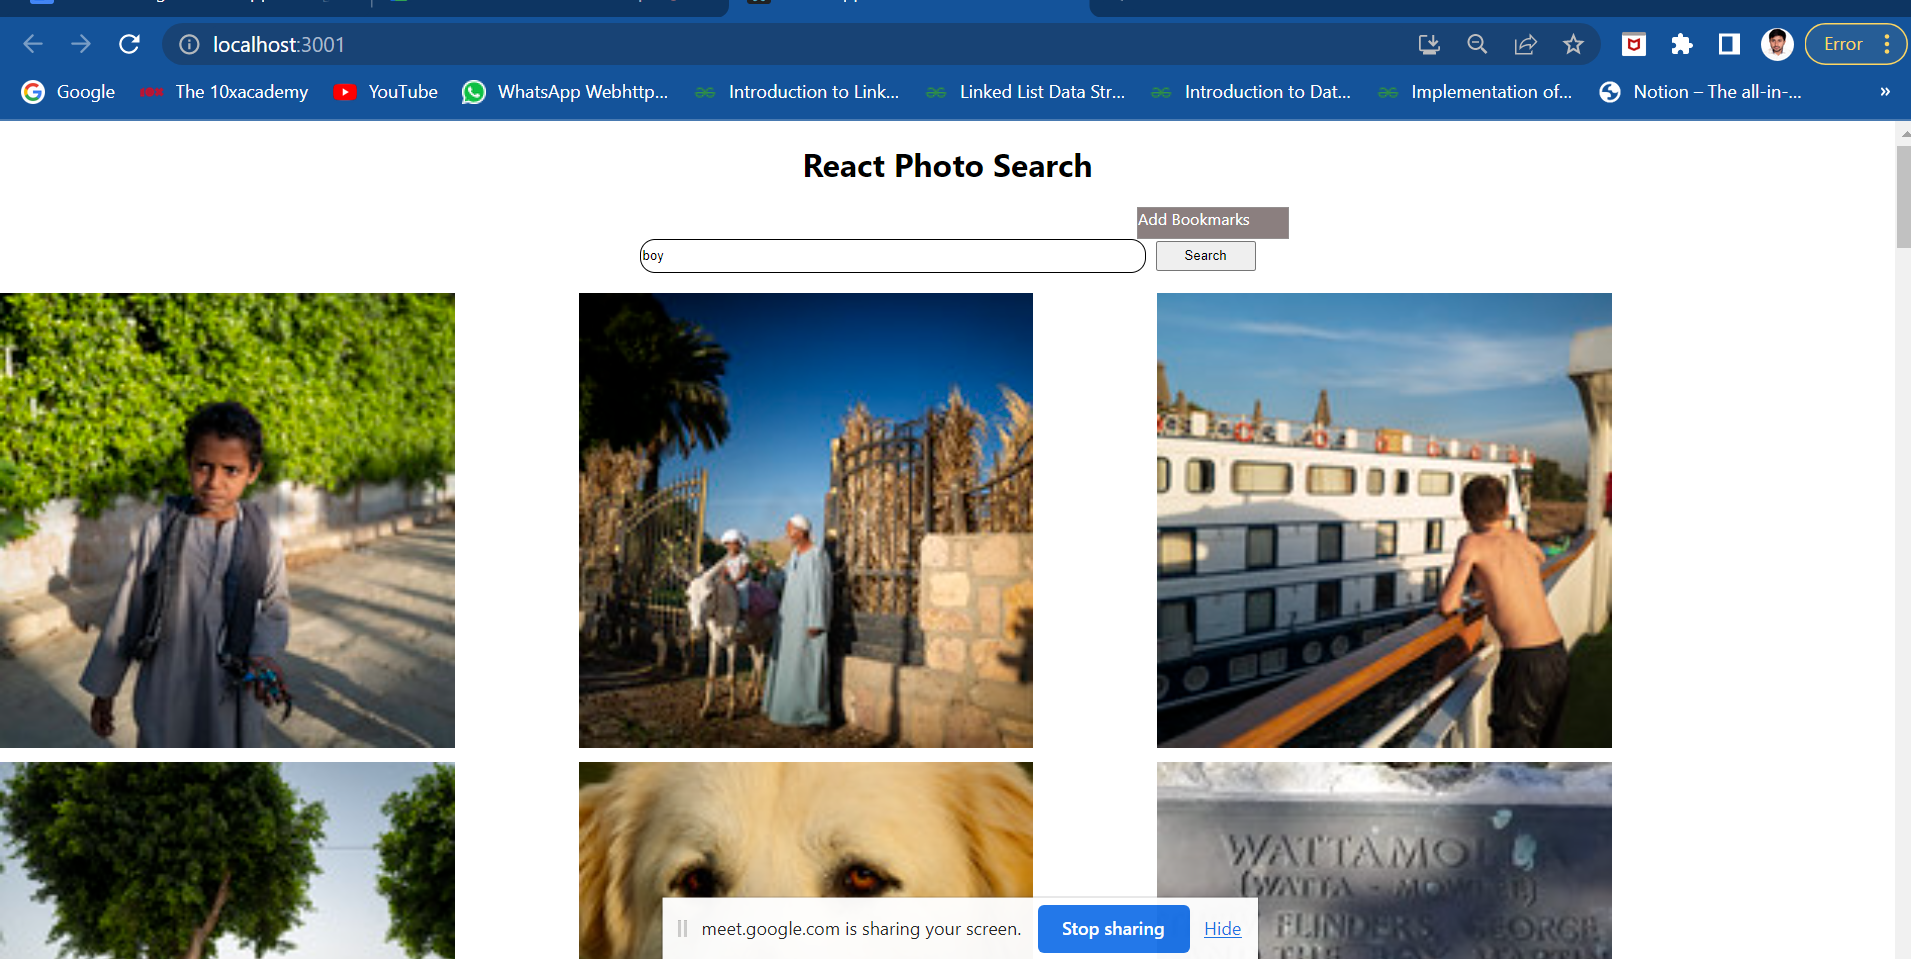 localhost:3001
Error
Google
The 10xacademy
YouTube
WhatsApp Webhttp...
Introduction to Link...
Linked List Data Str...
Introduction to Dat...
Implementation of...
Notion – The all-in-...
»
React Photo Search
Add Bookmarks
boy
Search
WATTAMO
(WATTA - MOW
FLINDERS GEORGE
meet.google.com is sharing your screen.
Stop sharing
Hide